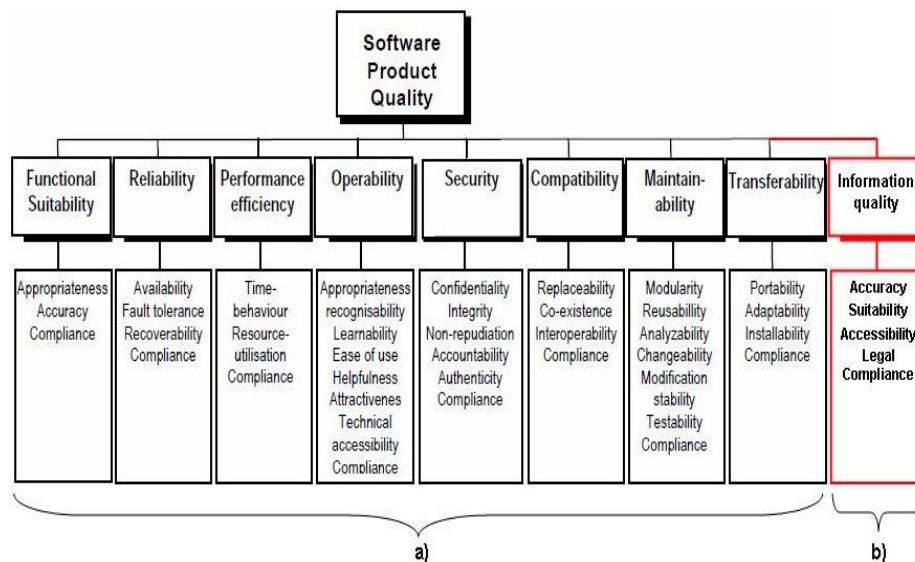 Software
Product
Quality
Functional
Suitability
Reliability
Performance
efficiency
Operability
Security
Compatibility
Maintain-
ability
Transferability
Information
quality
Appropriateness
Accuracy
Compliance
Availability
Fault tolerance
Recoverability
Compliance
Time-
behaviour
Resource-
utilisation
Compliance
Appropriateness
recognisability
Learnability
Ease of use
Helpfulness
Attractivenes
Technical
accessibility
Compliance
Confidentiality
Integrity
Non-repudiation
Accountability
Authenticity
Compliance
Replaceability
Co-existence
Interoperability
Compliance
Modularity
Reusability
Analyzability
Changeability
Modification
stability
Testability
Compliance
Portability
Adaptability
Installability
Compliance
Accuracy
Suitability
Accessibility
Legal
Compliance
a)
b)